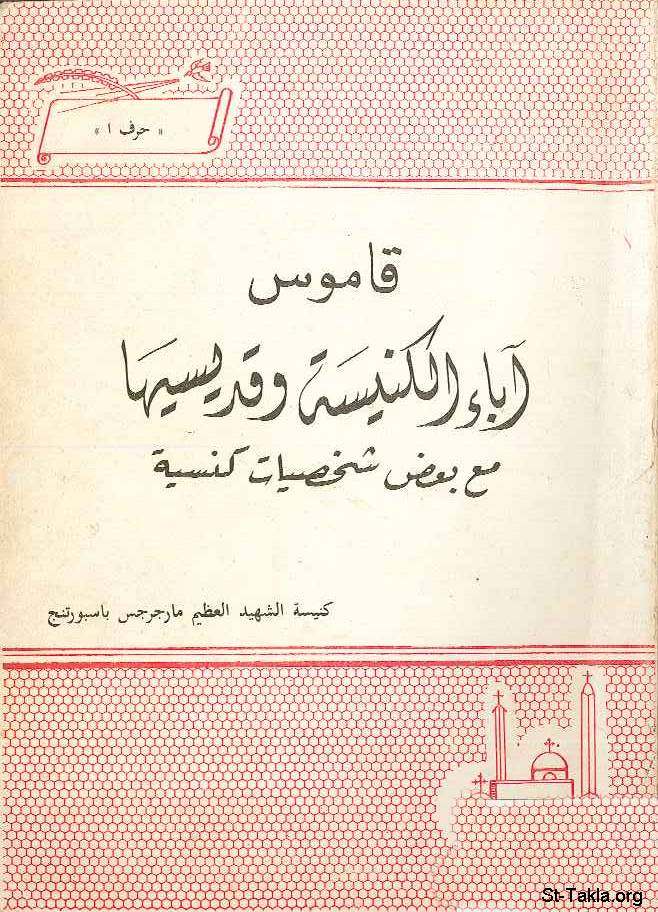 « حرف ا »
قاموس
آباء الكنيسة وقديسيها
مع بعض شخصيات كنسية
كنيسة الشهيد العظيم مارجرجس باسبورتنج
St-Takla.org